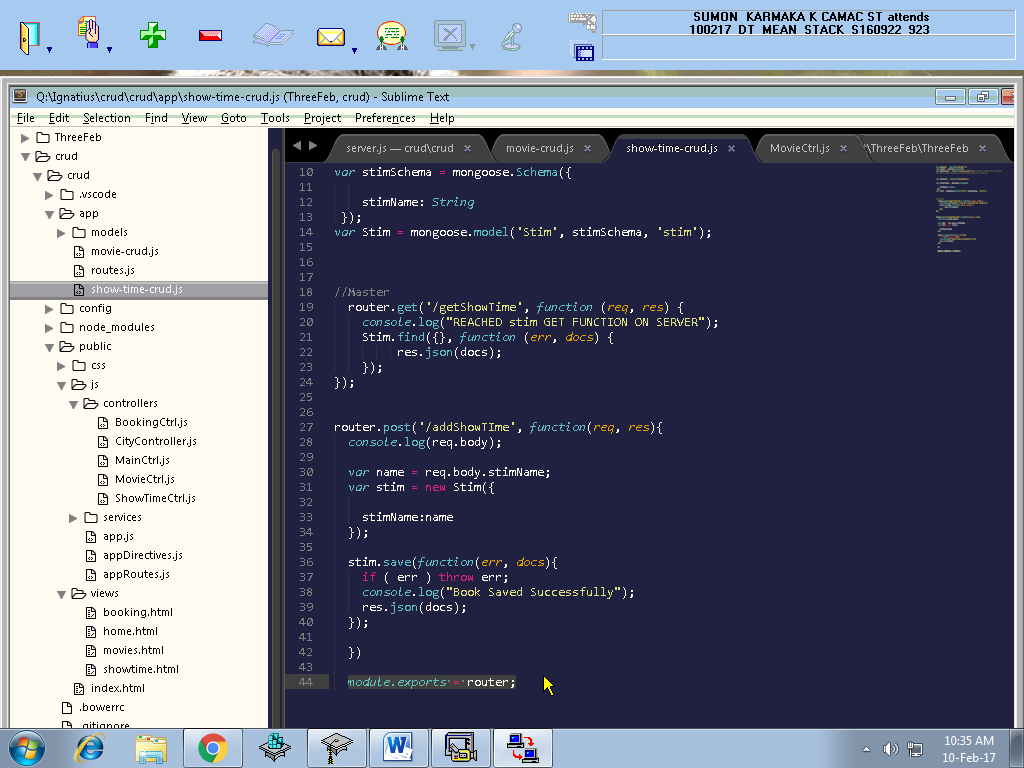 SUMON KARMAKA K CAMAC ST attends
100217 DT MEAN STACK S160922 923
Q:\Ignatius\crud\crud\app\show-time-crud.js (ThreeFeb, crud) - Sublime Text
File Edit Selection Find View Goto Tools Project Preferences Help
ThreeFeb
crud
crud
.vscode
app
models
movie-crud.js
routes.js
show-time-crud.js
config
node_modules
public
css
js
controllers
BookingCtrl.js
CityController.js
MainCtrl.js
MovieCtrl.js
ShowTimeCtrl.js
services
app.js
appDirectives.js
appRoutes.js
views
booking.html
home.html
movies.html
showtime.html
index.html
.bowerrc
.gitignore
server.js — crud\crud × movie-crud.js × show-time-crud.js × MovieCtrl.js × \ThreeFeb\ThreeFeb ×
10 var stimSchema = mongoose.Schema({
11
12 stimName: String
13 });
14 var Stim = mongoose.model('Stim', stimSchema, 'stim');
15
16
17
18 //Master
19 router.get('/getShowTime', function (req, res) {
20 console.log("REACHED stim GET FUNCTION ON SERVER");
21 Stim.find({}, function (err, docs) {
22 res.json(docs);
23 });
24 });
25
26
27 router.post('/addShowTIme', function(req, res){
28 console.log(req.body);
29
30 var name = req.body.stimName;
31 var stim = new Stim({
32
33 stimName:name
34 });
35
36 stim.save(function(err, docs){
37 if ( err ) throw err;
38 console.log("Book Saved Successfully");
39 res.json(docs);
40 });
41
42 })
43
44 module.exports = router;
10:35 AM
10-Feb-17